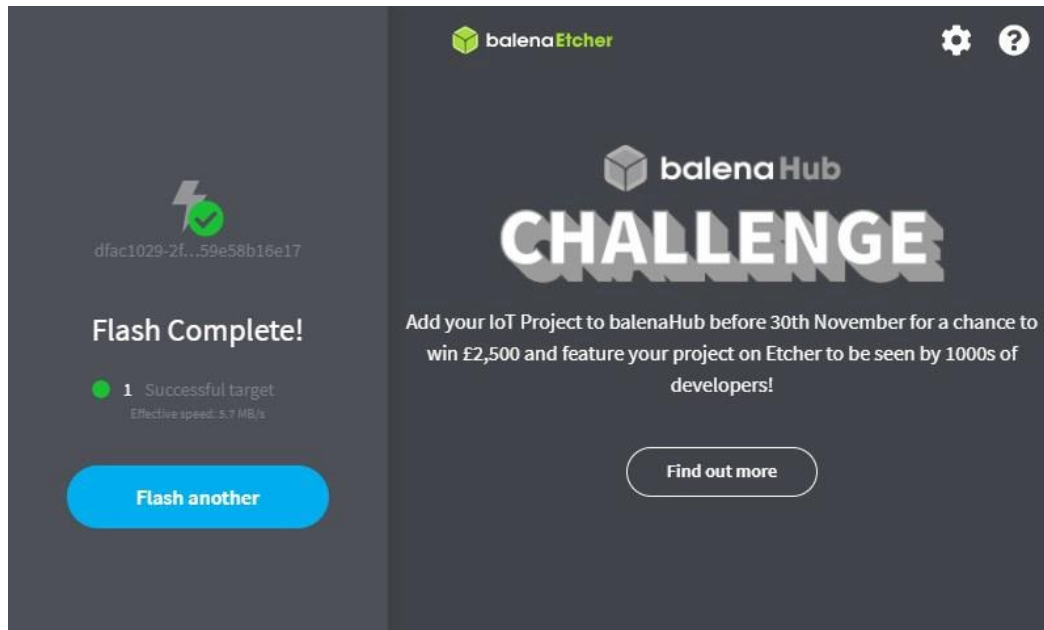 balenaEtcher
dfac1029-2f...59e58b16e17
Flash Complete!
1 Successful target
Effective speed: 5.7 MB/s
Flash another
balenaHub
CHALLENGE
Add your IoT Project to balenaHub before 30th November for a chance to
win £2,500 and feature your project on Etcher to be seen by 1000s of
developers!
Find out more